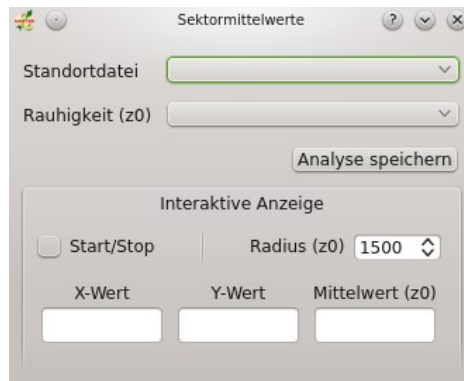 Sektormittelwerte
Standortdatei
Rauhigkeit (z0)
Analyse speichern
Interaktive Anzeige
Start/Stop Radius (z0) 1500
X-Wert Y-Wert Mittelwert (z0)